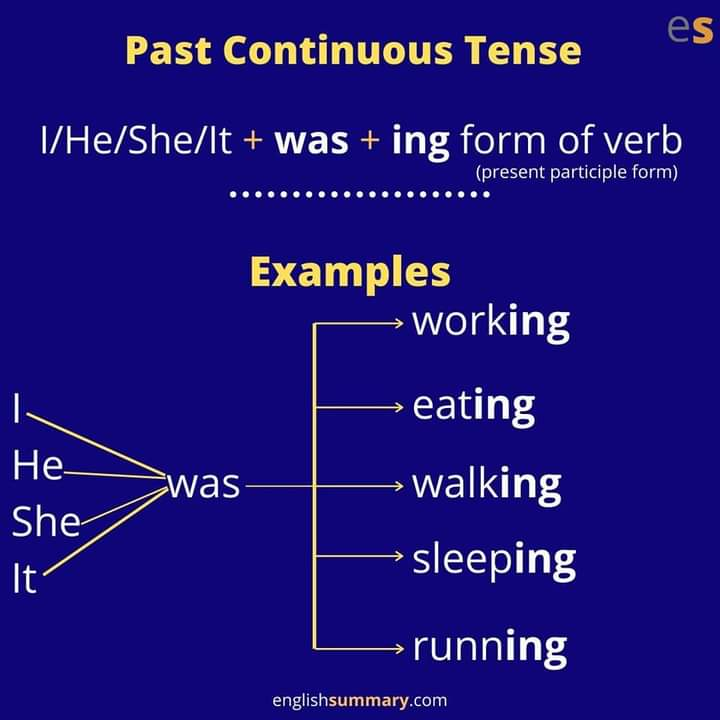 es
Past Continuous Tense
I/He/She/It + was + ing form of verb
(present participle form)
Examples
working
eating
walking
sleeping
running
I
He
She
It
was
englishsummary.com